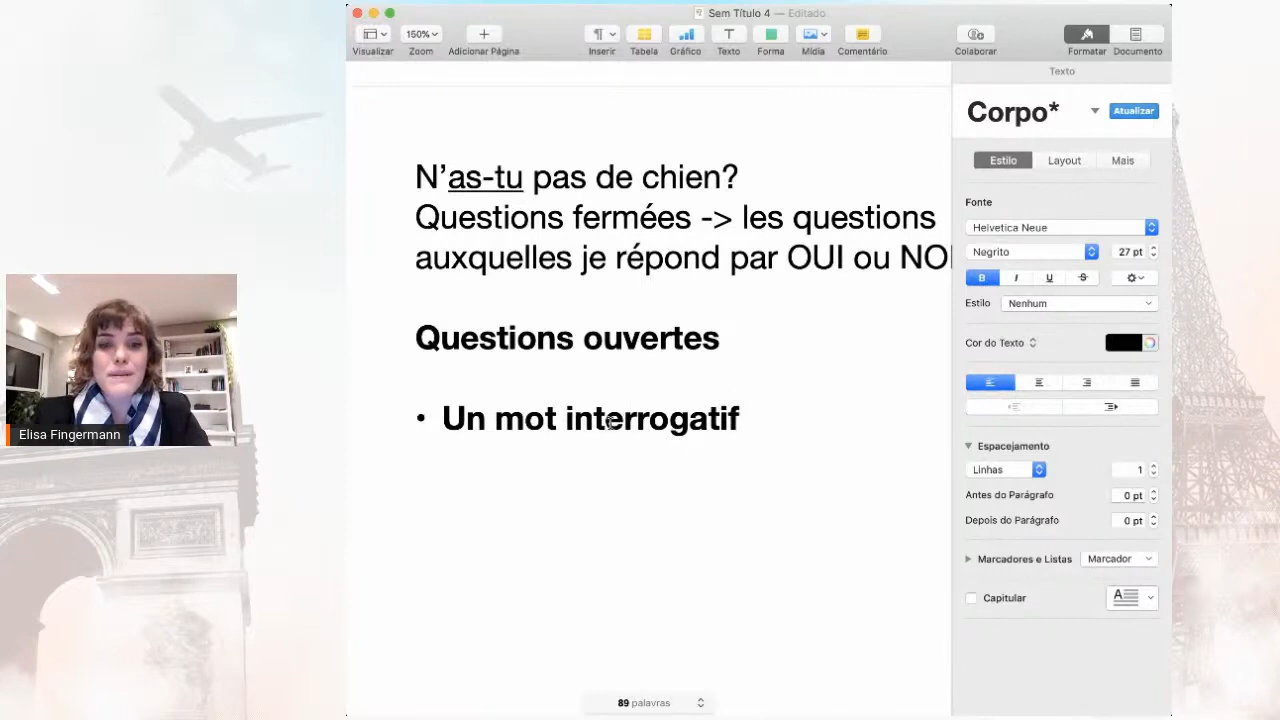 Sem Título 4 — Editado
150%
Visualizar
Zoom
Adicionar Página
Inserir
Tabela
Gráfico
Texto
Forma
Mídia
Comentário
Colaborar
Formatar
Documento
N'as-tu pas de chien?
Questions fermées -> les questions
auxquelles je répond par OUI ou NO
Questions ouvertes
• Un mot interrogatif
89 palavras
Texto
Corpo*
Atualizar
Estilo
Layout
Mais
Fonte
Helvetica Neue
Negrito
27 pt
B I U S
Estilo
Nenhum
Cor do Texto
Espacejamento
Linhas
1
Antes do Parágrafo
0 pt
Depois do Parágrafo
0 pt
Marcadores e Listas
Marcador
Capitular
Elisa Fingermann